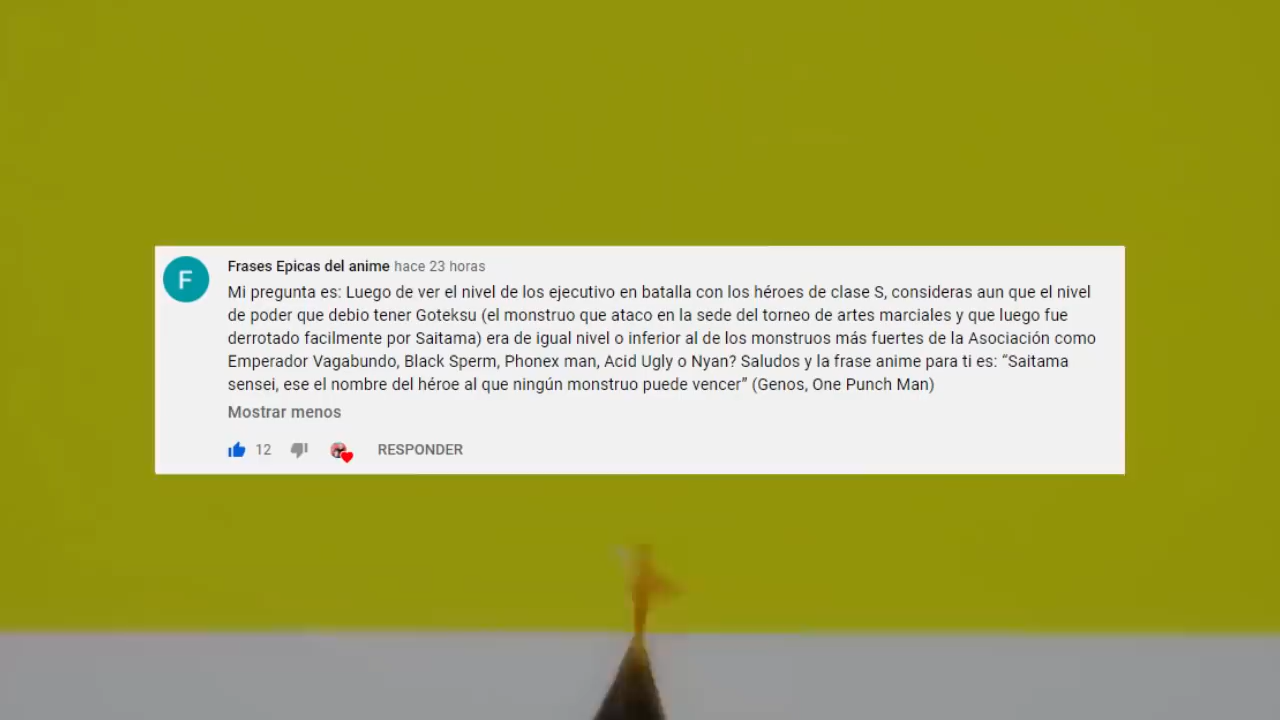 F
Frases Epicas del anime hace 23 horas
Mi pregunta es: Luego de ver el nivel de los ejecutivo en batalla con los héroes de clase S, consideras aun que el nivel
de poder que debio tener Goteksu (el monstruo que ataco en la sede del torneo de artes marciales y que luego fue
derrotado facilmente por Saitama) era de igual nivel o inferior al de los monstruos más fuertes de la Asociación como
Emperador Vagabundo, Black Sperm, Phonex man, Acid Ugly o Nyan? Saludos y la frase anime para ti es: “Saitama
sensei, ese el nombre del héroe al que ningún monstruo puede vencer” (Genos, One Punch Man)
Mostrar menos
12 RESPONDER